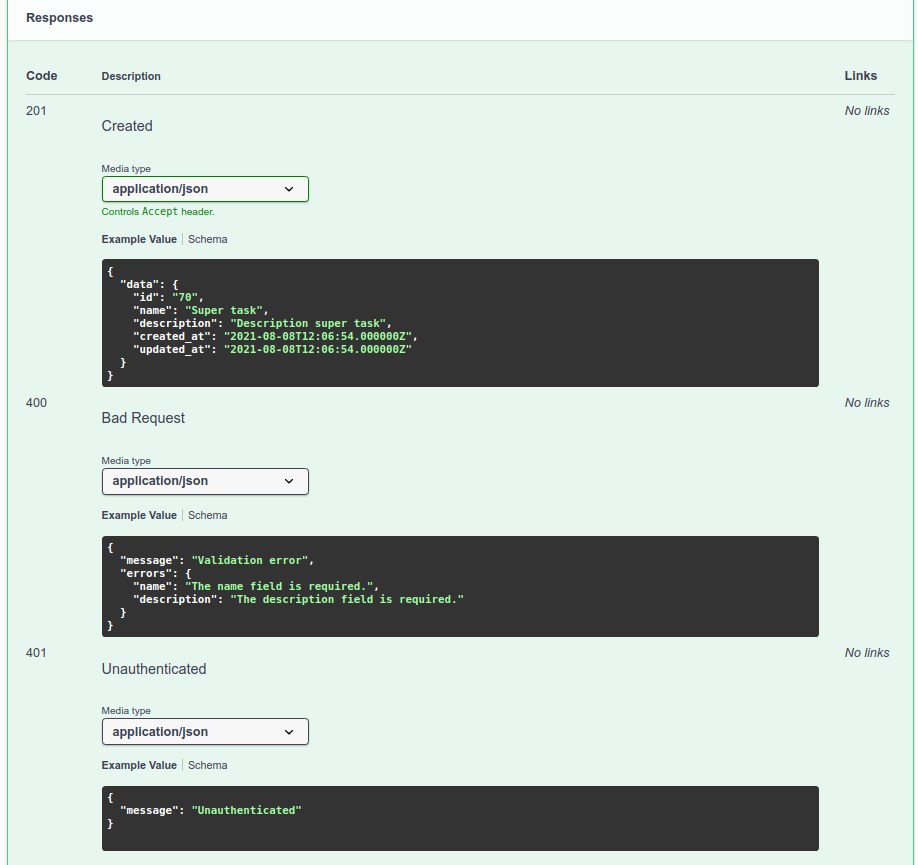 Responses
Code Description Links
201 No links
Created
Media type
application/json
Controls Accept header.
Example Value Schema
{
  "data": {
    "id": "70",
    "name": "Super task",
    "description": "Description super task",
    "created_at": "2021-08-08T12:06:54.000000Z",
    "updated_at": "2021-08-08T12:06:54.000000Z"
  }
}
400 No links
Bad Request
Media type
application/json
Example Value Schema
{
  "message": "Validation error",
  "errors": {
    "name": "The name field is required.",
    "description": "The description field is required."
  }
}
401 No links
Unauthenticated
Media type
application/json
Example Value Schema
{
  "message": "Unauthenticated"
}